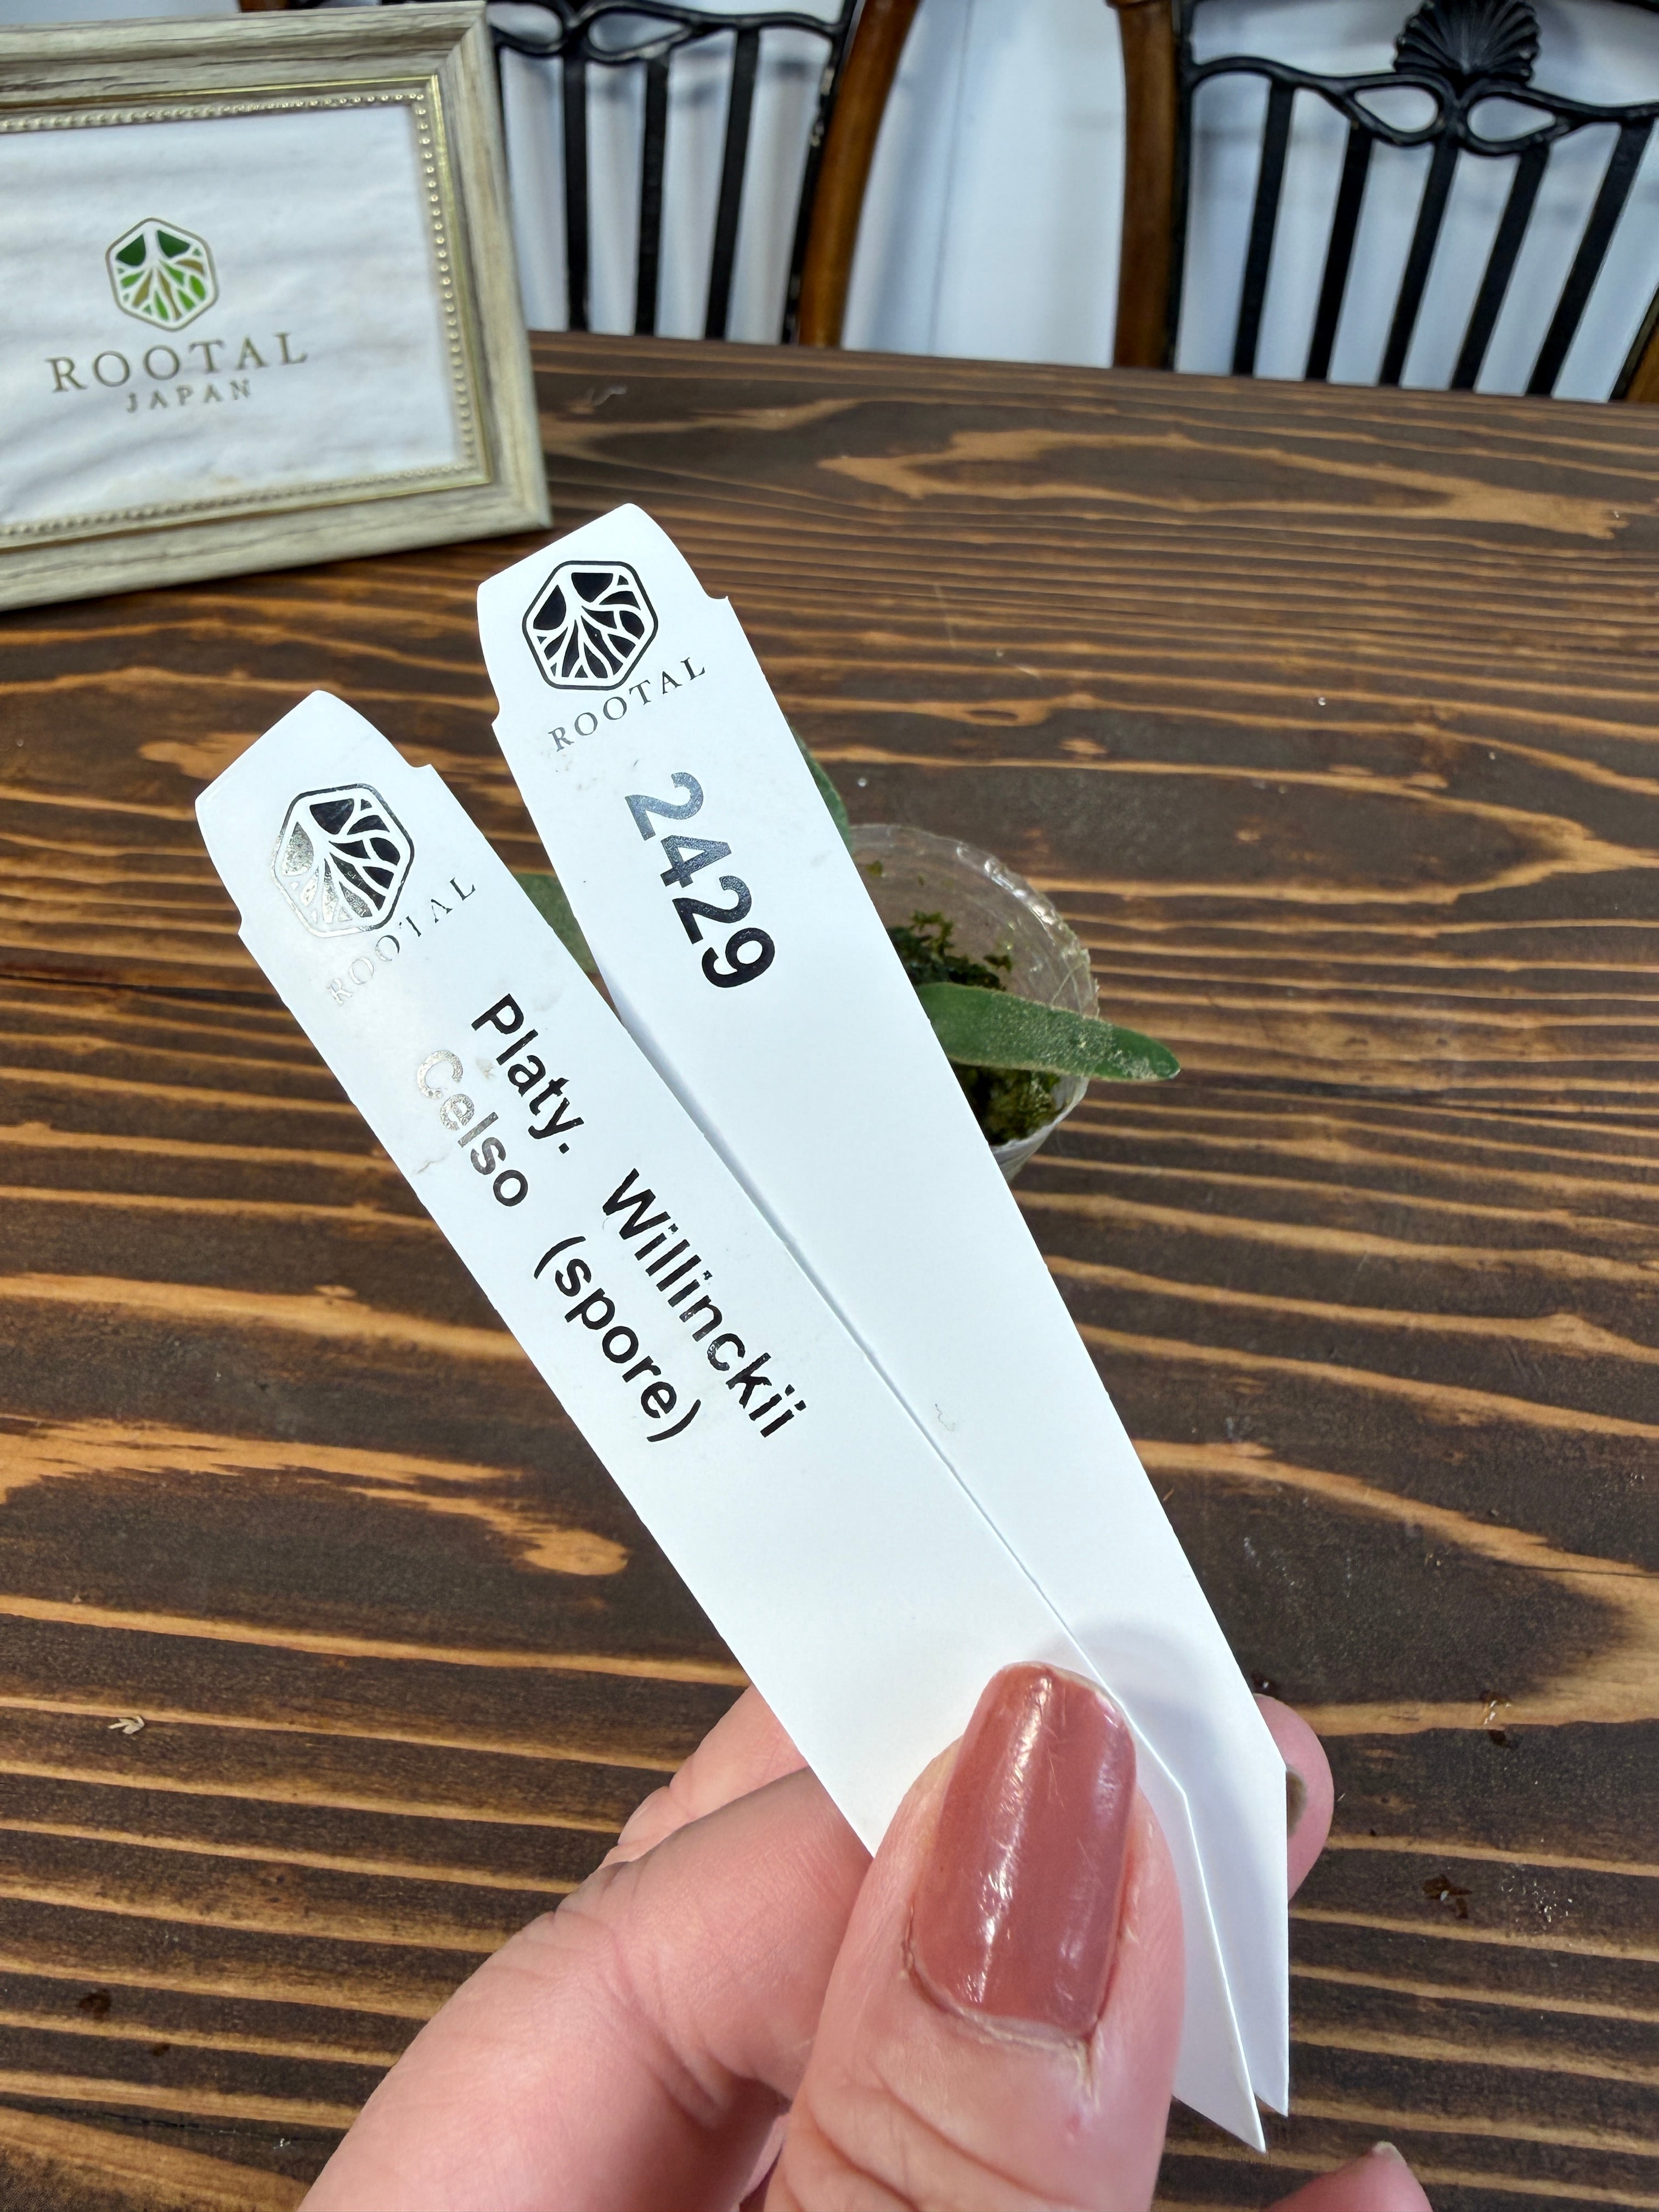 ROOTAL
JAPAN
ROOTAL
2429
ROOTAL
Platy. Willinckii
Celso (spore)